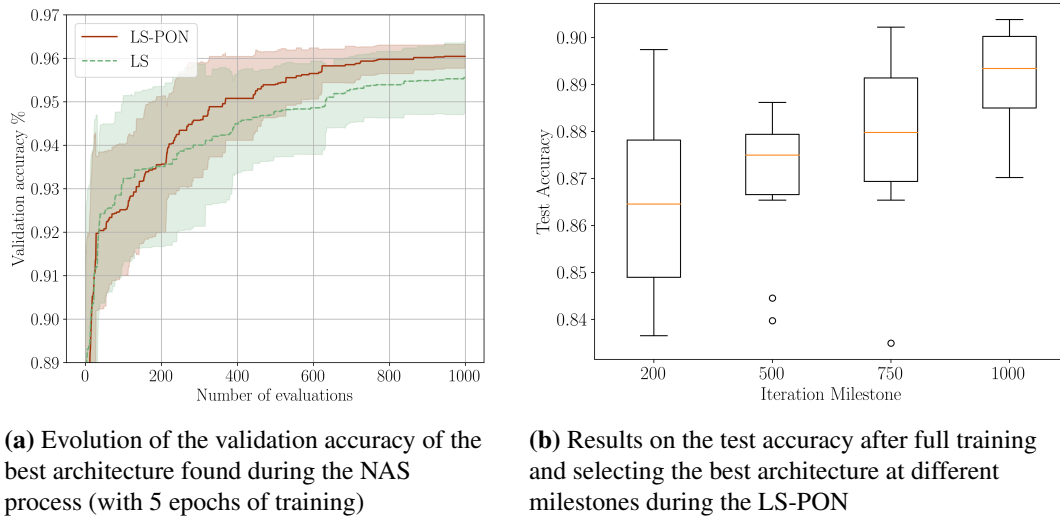 0.97
0.96
0.95
0.94
0.93
0.92
0.91
0.90
0.89
Validation accuracy %
LS-PON
LS
0
200
400
600
800
1000
Number of evaluations
0.90
0.89
0.88
0.87
0.86
0.85
0.84
Test Accuracy
200
500
750
1000
Iteration Milestone
(a) Evolution of the validation accuracy of the
best architecture found during the NAS
process (with 5 epochs of training)
(b) Results on the test accuracy after full training
and selecting the best architecture at different
milestones during the LS-PON